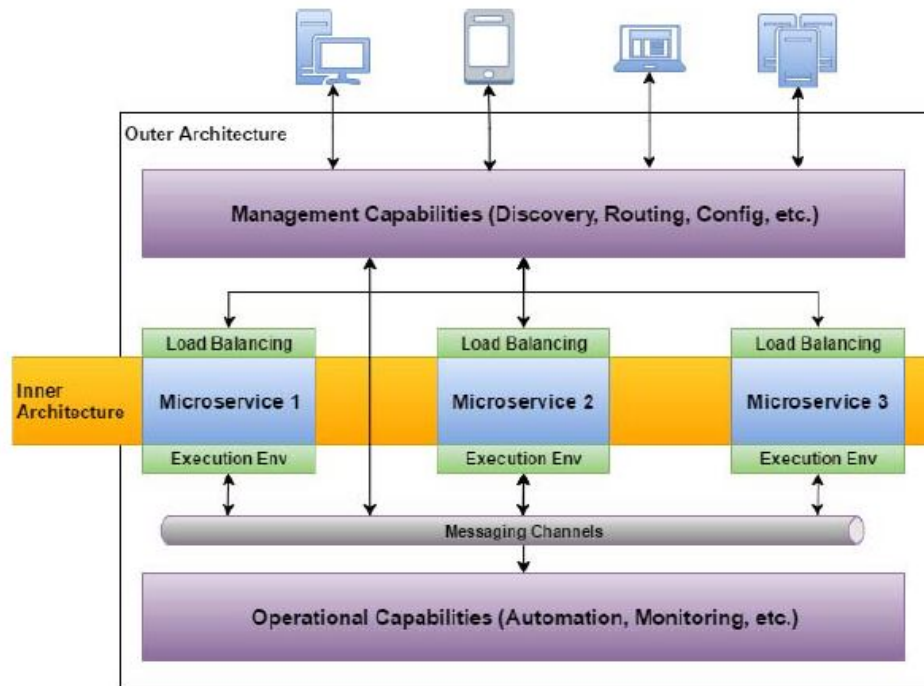 Outer Architecture
Management Capabilities (Discovery, Routing, Config, etc.)
Load Balancing
Load Balancing
Load Balancing
Inner
Architecture
Microservice 1
Microservice 2
Microservice 3
Execution Env
Execution Env
Execution Env
Messaging Channels
Operational Capabilities (Automation, Monitoring, etc.)